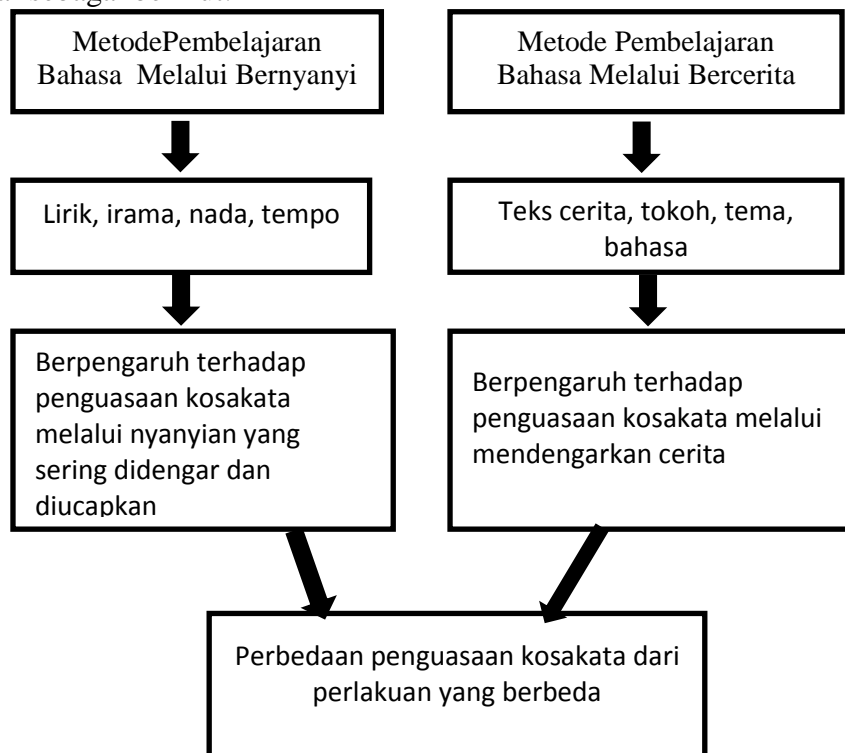 MetodePembelajaran
Bahasa Melalui Bernyanyi
Metode Pembelajaran
Bahasa Melalui Bercerita
Lirik, irama, nada, tempo
Teks cerita, tokoh, tema,
bahasa
Berpengaruh terhadap
penguasaan kosakata
melalui nyanyian yang
sering didengar dan
diucapkan
Berpengaruh terhadap
penguasaan kosakata melalui
mendengarkan cerita
Perbedaan penguasaan kosakata dari
perlakuan yang berbeda